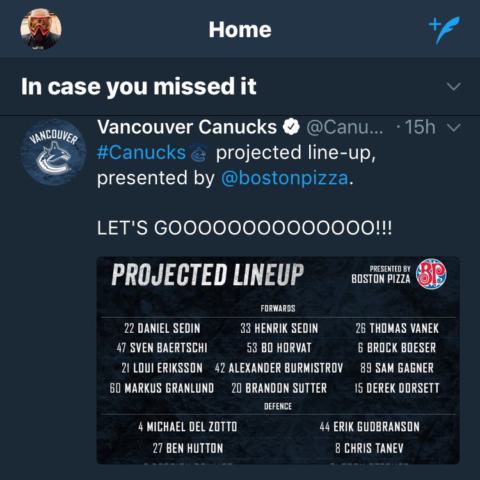 Home
In case you missed it
VANCOUVER
Vancouver Canucks @Canu... · 15h
#Canucks projected line-up,
presented by @bostonpizza.
LET'S GOOOOOOOOOOOOOO!!!
PROJECTED LINEUP
PRESENTED BY
BOSTON PIZZA
BP
FORWARDS
22 DANIEL SEDIN 33 HENRIK SEDIN 26 THOMAS VANEK
47 SVEN BAERTSCHI 53 BO HORVAT 6 BROCK BOESER
21 LOUI ERIKSSON 42 ALEXANDER BURMISTROV 89 SAM GAGNER
60 MARKUS GRANLUND 20 BRANDON SUTTER 15 DEREK DORSETT
DEFENCE
4 MICHAEL DEL ZOTTO 44 ERIK GUDBRANSON
27 BEN HUTTON 8 CHRIS TANEV